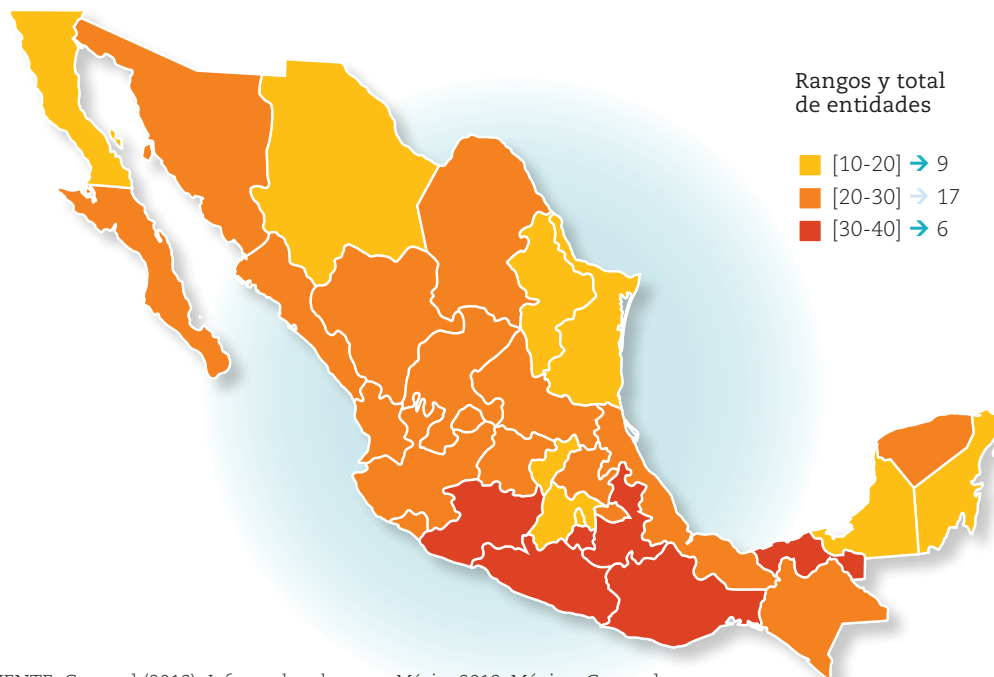 Rangos y total
de entidades
[10-20] → 9
[20-30] → 17
[30-40] → 6